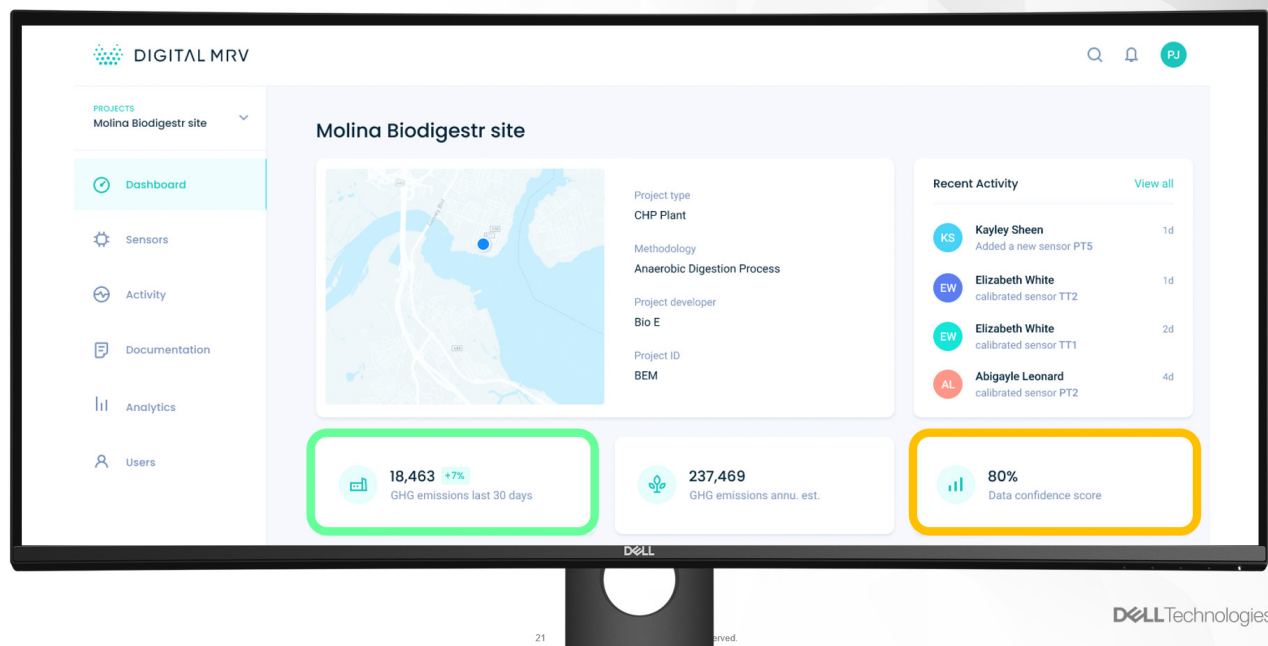 DIGITAL MRV
PJ
PROJECTS
Molina Biodigestr site
Dashboard
Sensors
Activity
Documentation
Analytics
Users
Molina Biodigestr site
Project type
CHP Plant
Methodology
Anaerobic Digestion Process
Project developer
Bio E
Project ID
BEM
Recent Activity
View all
KS
Kayley Sheen
1d
Added a new sensor PT5
EW
Elizabeth White
1d
calibrated sensor TT2
EW
Elizabeth White
2d
calibrated sensor TT1
AL
Abigayle Leonard
4d
calibrated sensor PT2
18,463 +7%
GHG emissions last 30 days
237,469
GHG emissions annu. est.
80%
Data confidence score
DELL
DELLTechnologies
21
erved.